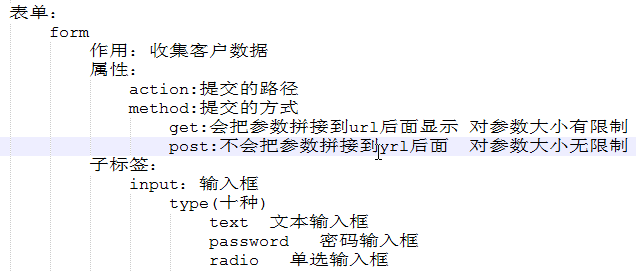 表单：
form
作用：收集客户数据
属性：
action:提交的路径
method:提交的方式
get:会把参数拼接到url后面显示 对参数大小有限制
post:不会把参数拼接到yrl后面 对参数大小无限制
子标签：
input：输入框
type(十种)
text 文本输入框
password 密码输入框
radio 单选输入框